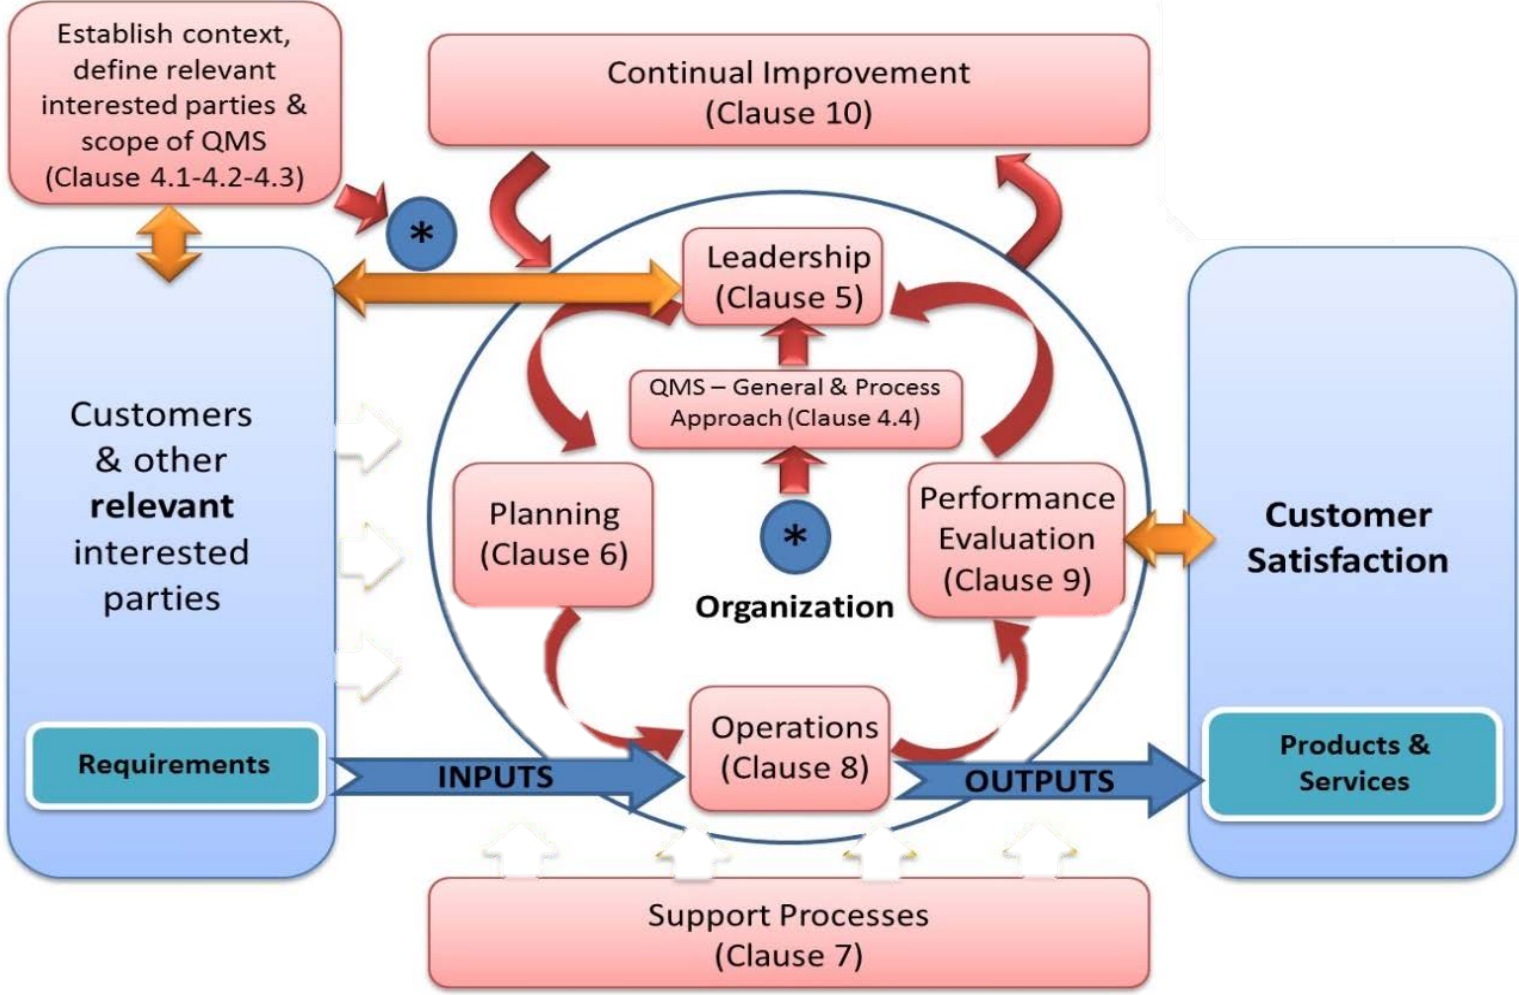 Establish context,
define relevant
interested parties &
scope of QMS
(Clause 4.1-4.2-4.3)
Continual Improvement
(Clause 10)
*
Leadership
(Clause 5)
QMS – General & Process
Approach (Clause 4.4)
Customers
& other
relevant
interested
parties
Planning
(Clause 6)
*
Organization
Performance
Evaluation
(Clause 9)
Customer
Satisfaction
Requirements
INPUTS
Operations
(Clause 8)
OUTPUTS
Products &
Services
Support Processes
(Clause 7)